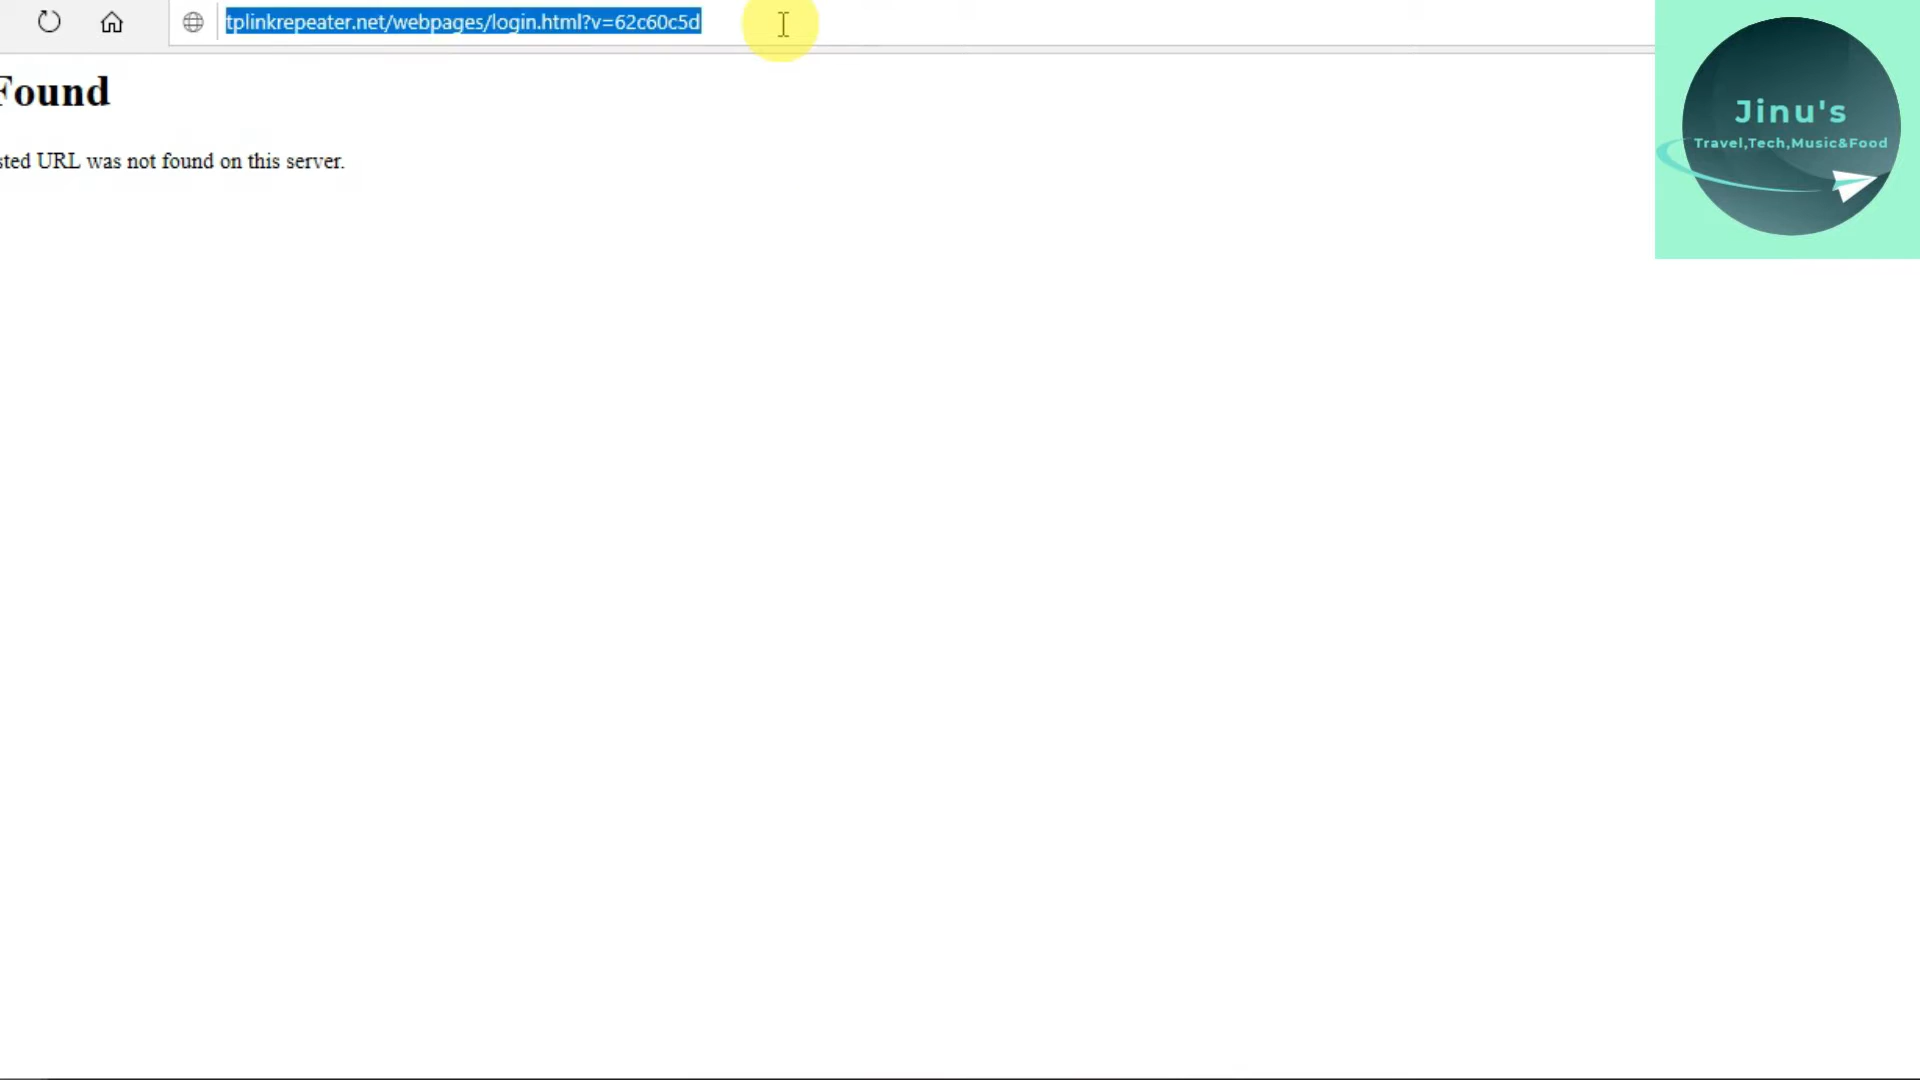 tplinkrepeater.net/webpages/login.html?v=62c60c5d
Found
sted URL was not found on this server.
Jinu's
Travel,Tech,Music&Food